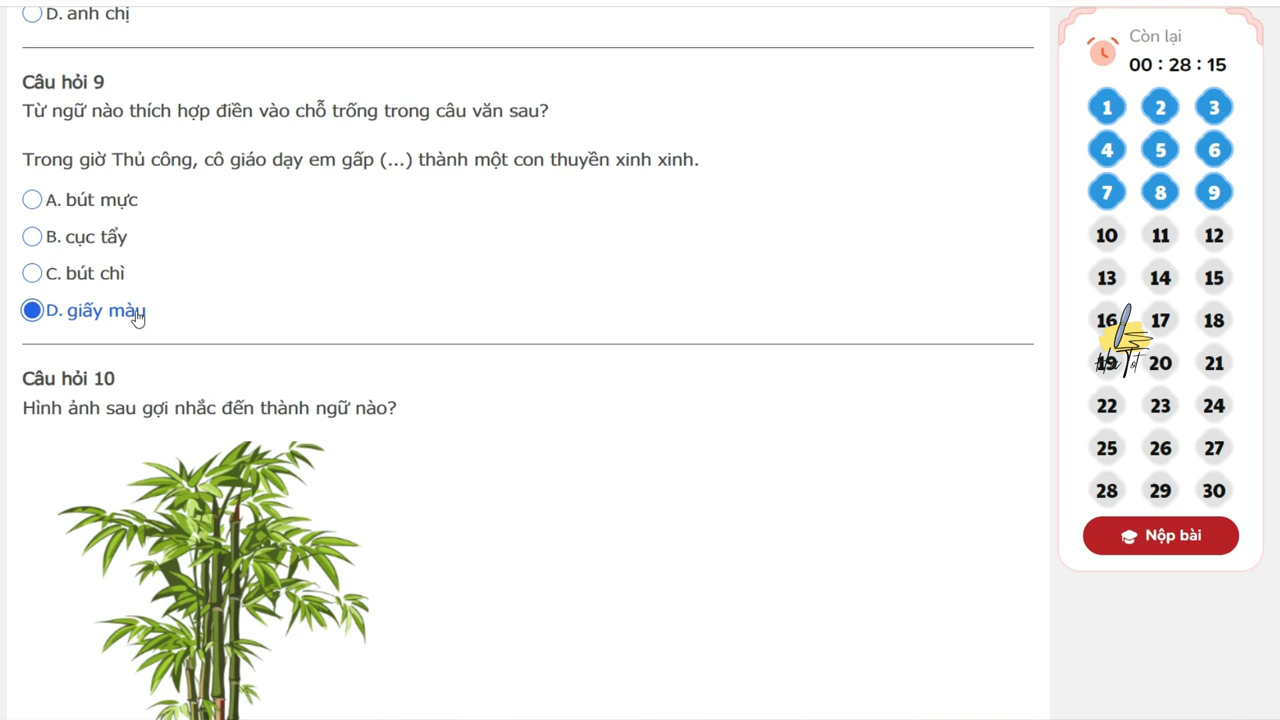 D. anh chị
Câu hỏi 9
Từ ngữ nào thích hợp điền vào chỗ trống trong câu văn sau?
Trong giờ Thủ công, cô giáo dạy em gấp (...) thành một con thuyền xinh xinh.
A. bút mực
B. cục tẩy
C. bút chì
D. giấy màu
Câu hỏi 10
Hình ảnh sau gợi nhắc đến thành ngữ nào?
Còn lại
00 : 28 : 15
1 2 3
4 5 6
7 8 9
10 11 12
13 14 15
16 17 18
19 20 21
22 23 24
25 26 27
28 29 30
Nộp bài